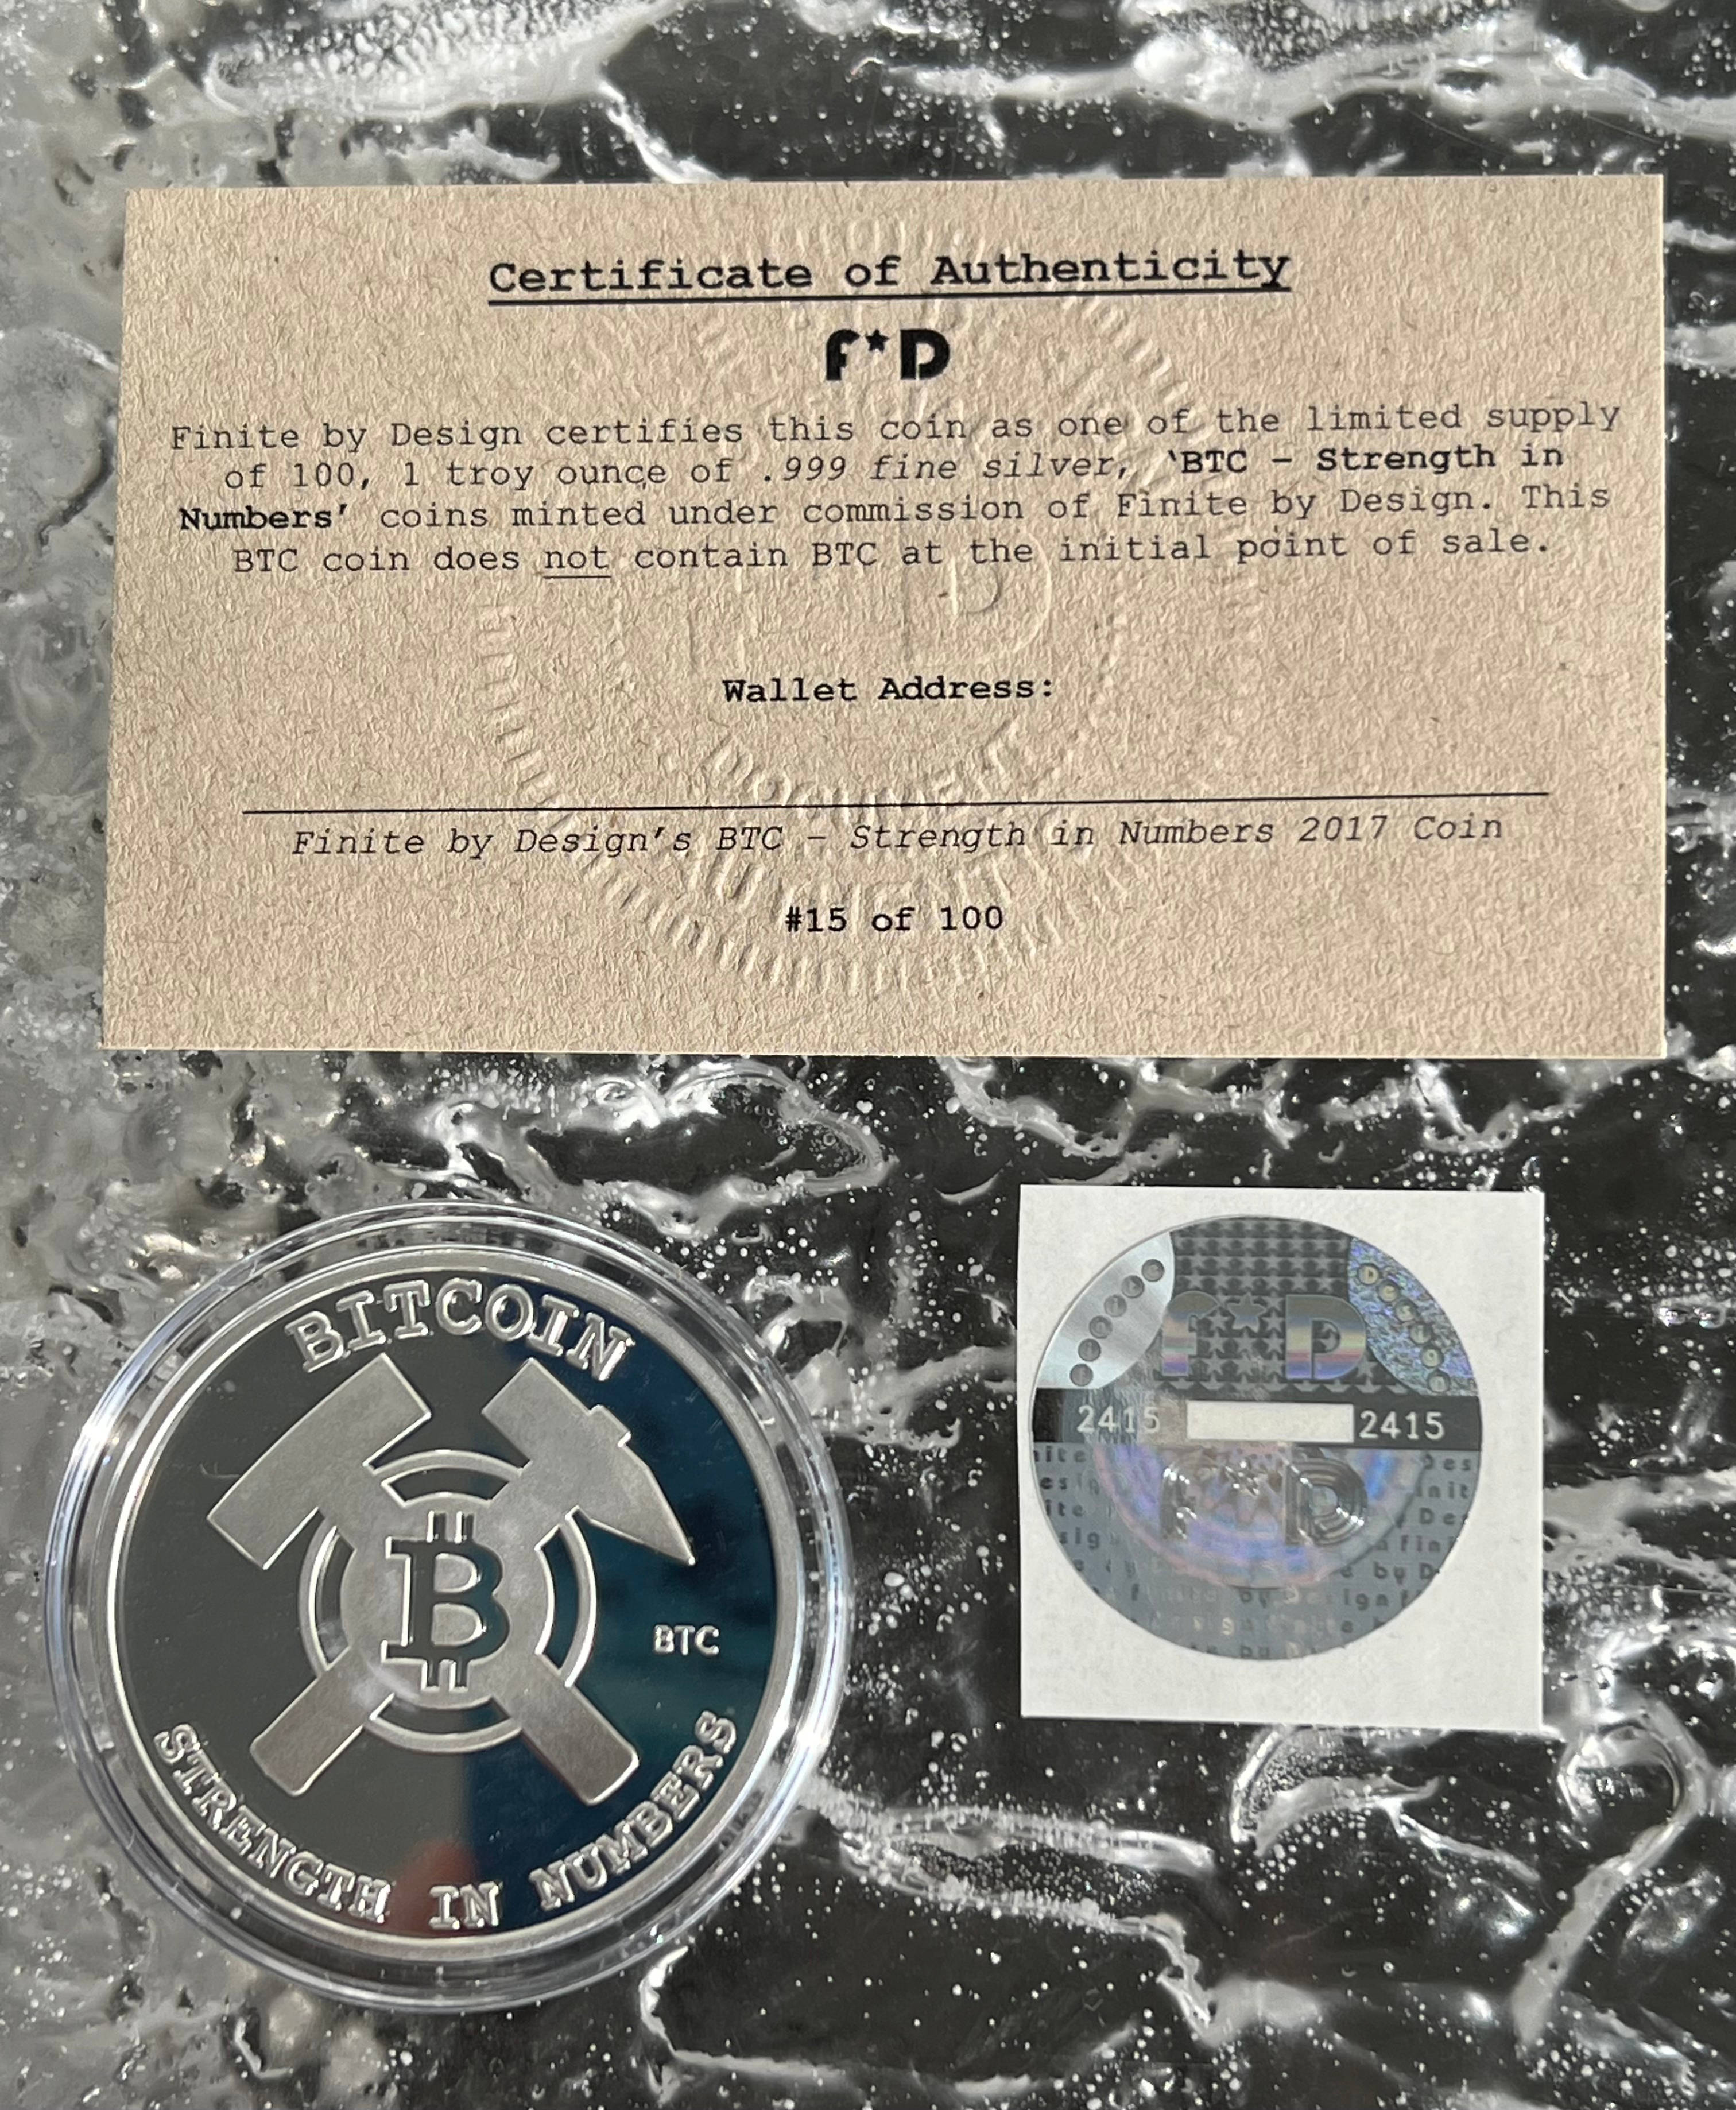 Certificate of Authenticity
F*D
Finite by Design certifies this coin as one of the limited supply
of 100, 1 troy ounce of .999 fine silver, 'BTC – Strength in
Numbers' coins minted under commission of Finite by Design. This
BTC coin does not contain BTC at the initial point of sale.
Wallet Address:
Finite by Design's BTC – Strength in Numbers 2017 Coin
#15 of 100
BITCOIN
BTC
STRENGTH IN NUMBERS
F*D
2415 2415
F*D